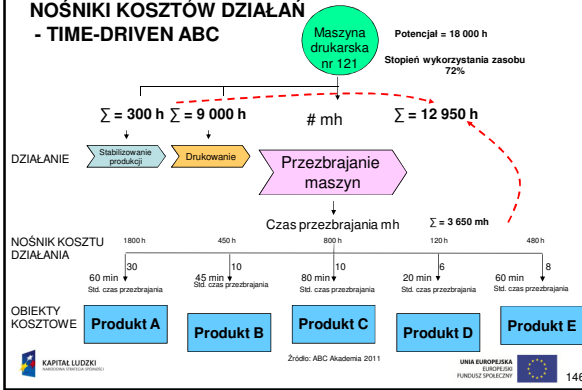 NOŚNIKI KOSZTÓW DZIAŁAŃ
- TIME-DRIVEN ABC
Maszyna
drukarska
nr 121
Potencjał = 18 000 h
Stopień wykorzystania zasobu
72%
∑ = 300 h
∑ = 9 000 h
# mh
∑ = 12 950 h
DZIAŁANIE
Stabilizowanie
produkcji
Drukowanie
Przezbrajanie
maszyn
Czas przezbrajania mh
∑ = 3 650 mh
NOŚNIK KOSZTU
DZIAŁANIA
1800 h
450 h
800 h
120 h
480 h
30
10
10
6
8
60 min
Std. czas przezbrajania
45 min
Std. czas przezbrajania
80 min
Std. czas przezbrajania
20 min
Std. czas przezbrajania
60 min
Std. czas przezbrajania
OBIEKTY
KOSZTOWE
Produkt A
Produkt B
Produkt C
Produkt D
Produkt E
KAPITAŁ LUDZKI
NARODOWA STRATEGIA SPÓJNOŚCI
Źródło: ABC Akademia 2011
UNIA EUROPEJSKA
EUROPEJSKI
FUNDUSZ SPOŁECZNY
146